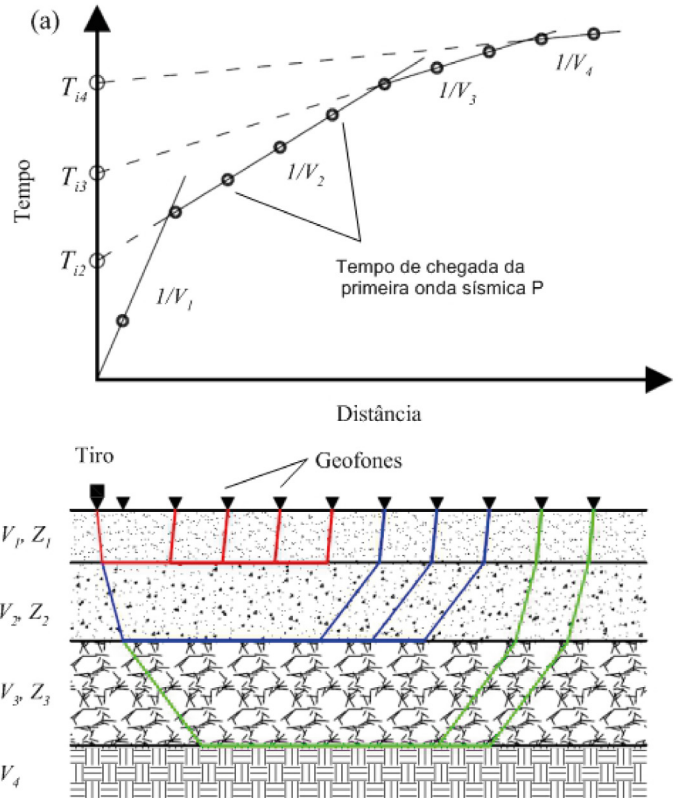 (a)
T_i4
T_i3
T_i2
Tempo
1/V_1
1/V_2
1/V_3
1/V_4
Tempo de chegada da
primeira onda sísmica P
Distância
Tiro
Geofones
V_1, Z_1
V_2, Z_2
V_3, Z_3
V_4